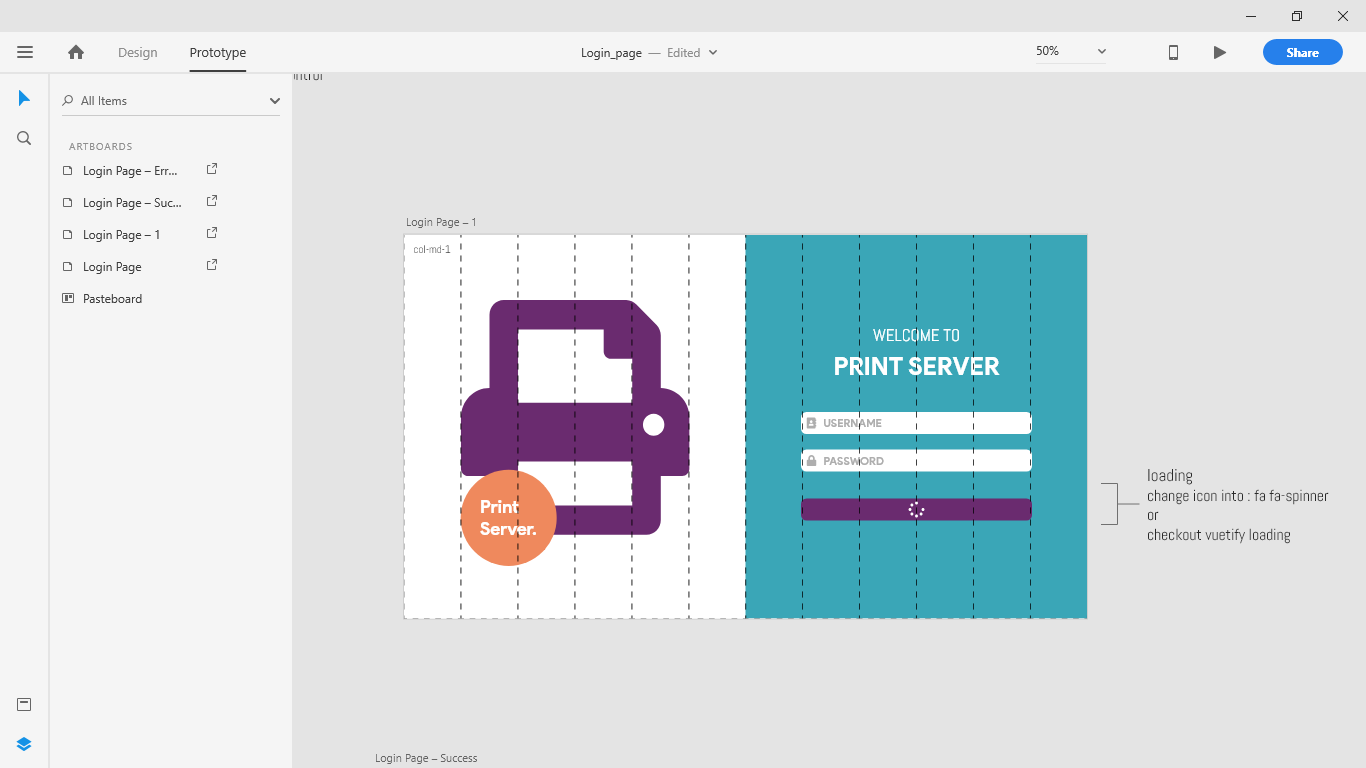 Design
Prototype
Login_page — Edited
50%
Share
All Items
ARTBOARDS
Login Page – Err...
Login Page – Suc...
Login Page – 1
Login Page
Pasteboard
Login Page – 1
col-md-1
Print
Server.
WELCOME TO
PRINT SERVER
USERNAME
PASSWORD
loading
change icon into : fa fa-spinner
or
checkout vuetify loading
Login Page – Success